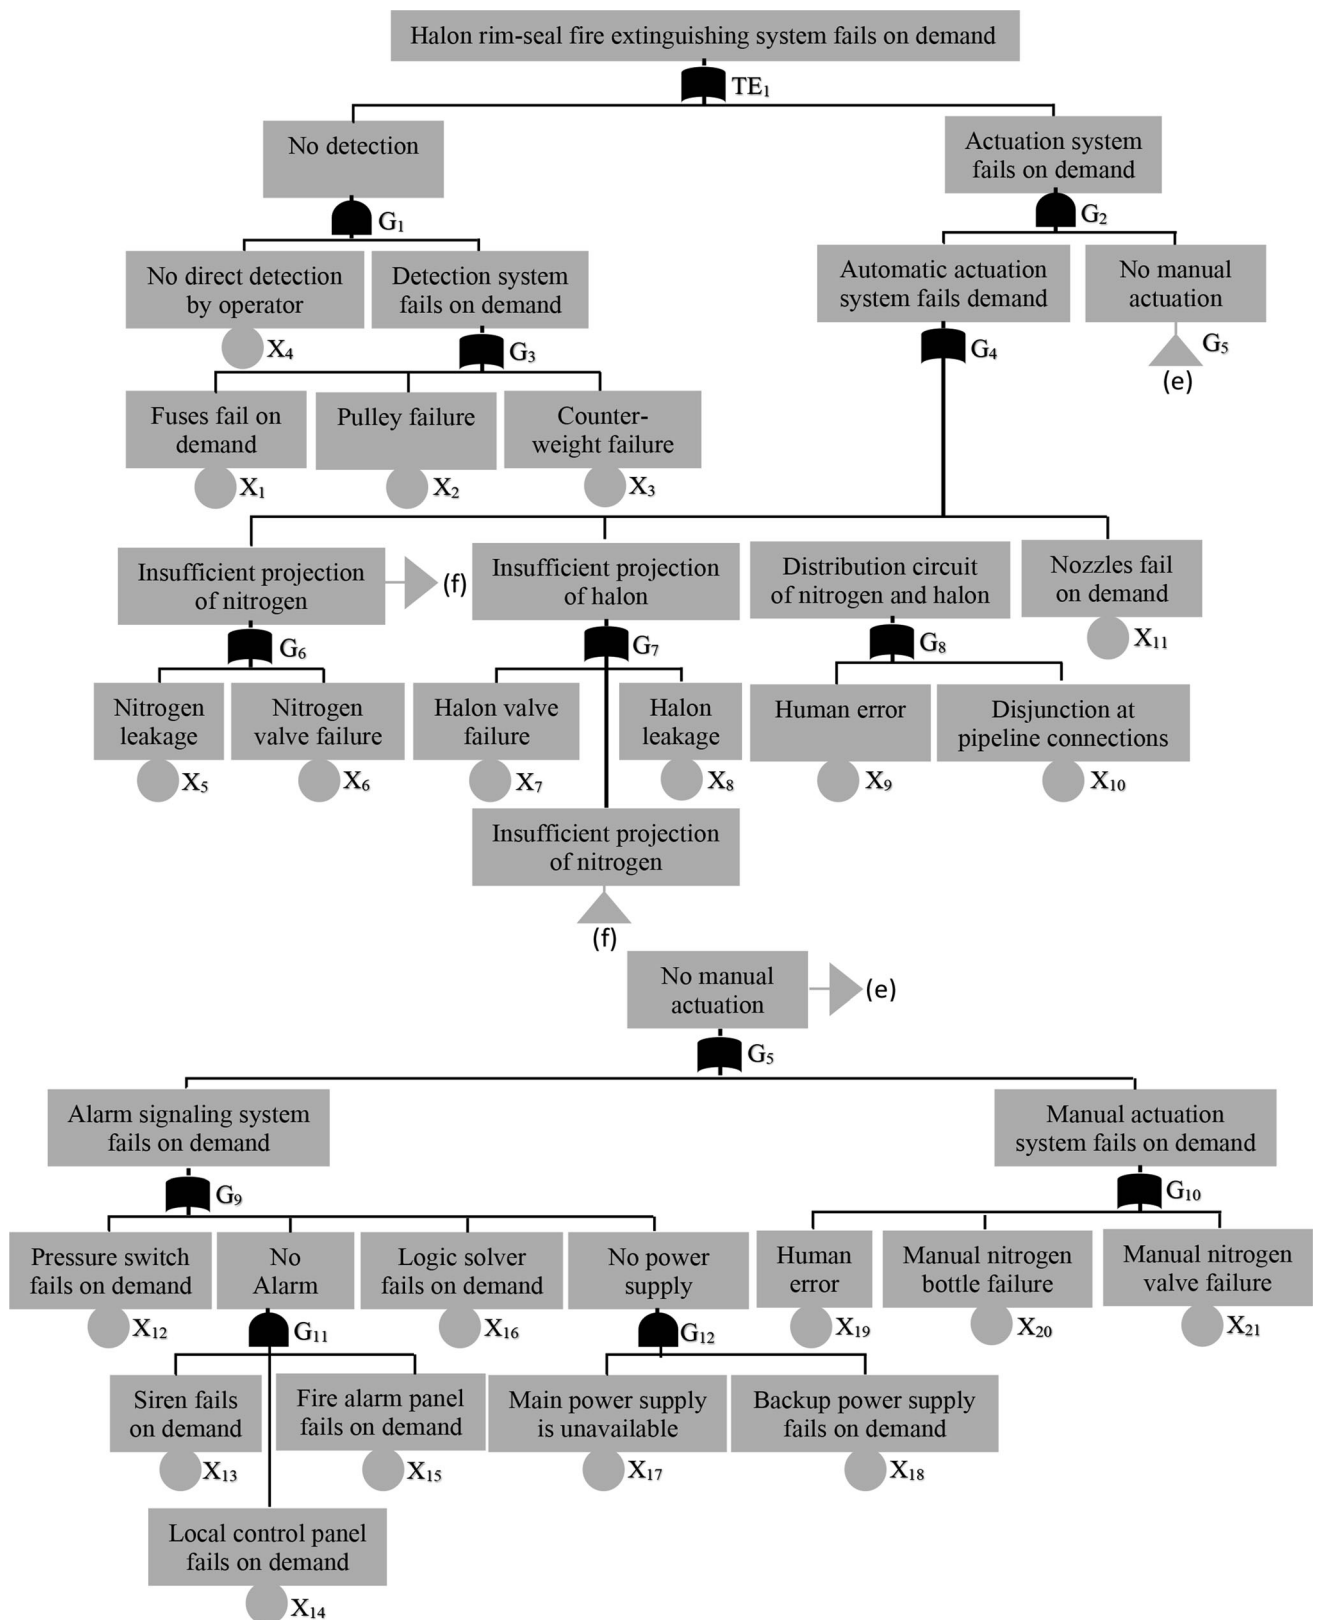 Halon rim-seal fire extinguishing system fails on demand
TE1
No detection
Actuation system
fails on demand
G1
G2
No direct detection
by operator
Detection system
fails on demand
Automatic actuation
system fails demand
No manual
actuation
X4
G3
G4
G5
(e)
Fuses fail on
demand
Pulley failure
Counter-
weight failure
X1
X2
X3
Insufficient projection
of nitrogen
(f)
Insufficient projection
of halon
Distribution circuit
of nitrogen and halon
Nozzles fail
on demand
G6
G7
G8
X11
Nitrogen
leakage
Nitrogen
valve failure
Halon valve
failure
Halon
leakage
Human error
Disjunction at
pipeline connections
X5
X6
X7
X8
X9
X10
Insufficient projection
of nitrogen
(f)
No manual
actuation
(e)
G5
Alarm signaling system
fails on demand
Manual actuation
system fails on demand
G9
G10
Pressure switch
fails on demand
No
Alarm
Logic solver
fails on demand
No power
supply
Human
error
Manual nitrogen
bottle failure
Manual nitrogen
valve failure
X12
G11
X16
G12
X19
X20
X21
Siren fails
on demand
Fire alarm panel
fails on demand
Main power supply
is unavailable
Backup power supply
fails on demand
X13
X15
X17
X18
Local control panel
fails on demand
X14